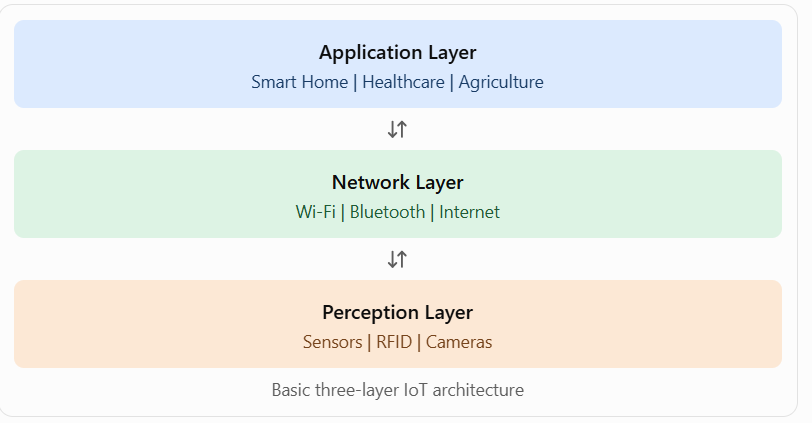 Application Layer
Smart Home | Healthcare | Agriculture
Network Layer
Wi-Fi | Bluetooth | Internet
Perception Layer
Sensors | RFID | Cameras
Basic three-layer IoT architecture